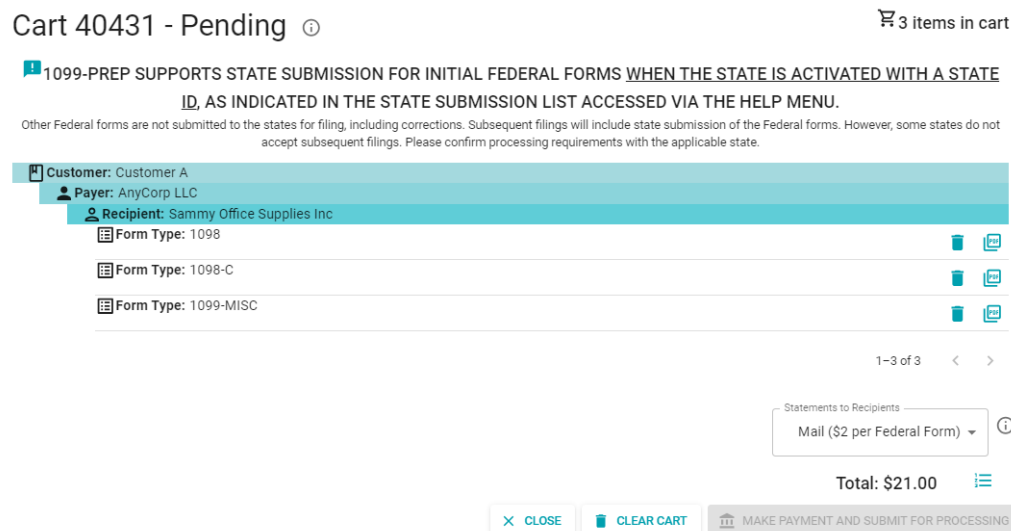 Cart 40431 - Pending
3 items in cart
1099-PREP SUPPORTS STATE SUBMISSION FOR INITIAL FEDERAL FORMS WHEN THE STATE IS ACTIVATED WITH A STATE
ID, AS INDICATED IN THE STATE SUBMISSION LIST ACCESSED VIA THE HELP MENU.
Other Federal forms are not submitted to the states for filing, including corrections. Subsequent filings will include state submission of the Federal forms. However, some states do not
accept subsequent filings. Please confirm processing requirements with the applicable state.
Customer: Customer A
Payer: AnyCorp LLC
Recipient: Sammy Office Supplies Inc
Form Type: 1098
PDF
Form Type: 1098-C
PDF
Form Type: 1099-MISC
PDF
1–3 of 3
Statements to Recipients
Mail ($2 per Federal Form)
Total: $21.00
CLOSE
CLEAR CART
MAKE PAYMENT AND SUBMIT FOR PROCESSING